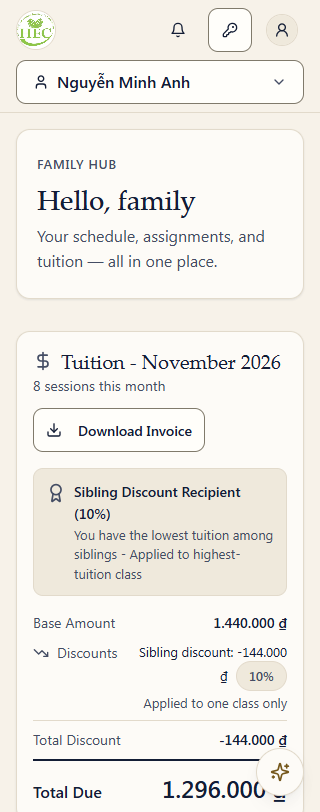 HEC
Nguyễn Minh Anh
FAMILY HUB
Hello, family
Your schedule, assignments, and
tuition — all in one place.
Tuition - November 2026
8 sessions this month
Download Invoice
Sibling Discount Recipient
(10%)
You have the lowest tuition among
siblings - Applied to highest-
tuition class
Base Amount 1.440.000 ₫
Discounts Sibling discount: -144.000
₫ 10%
Applied to one class only
Total Discount -144.000 ₫
Total Due 1.296.000 ₫